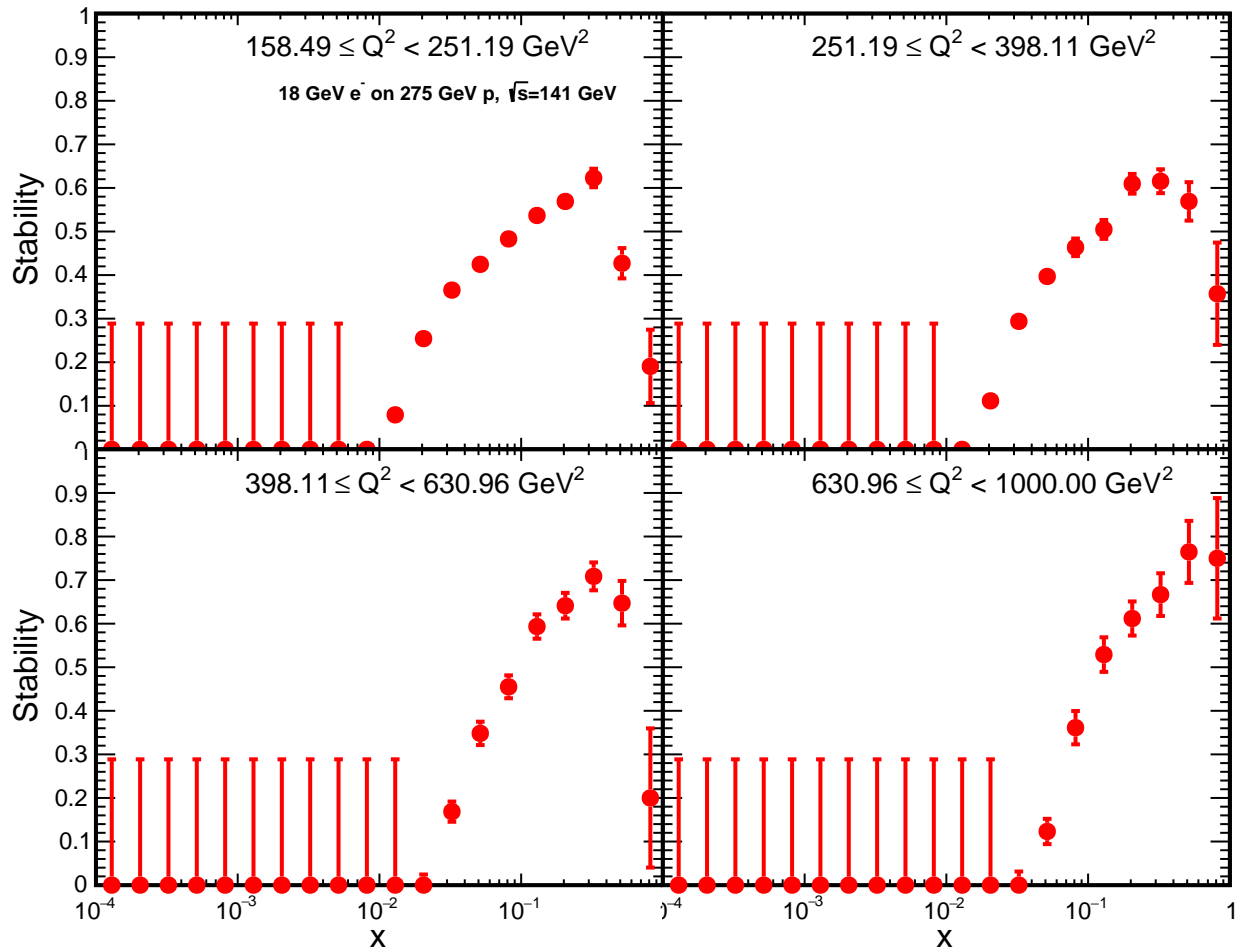 158.49 ≤ Q² < 251.19 GeV²
18 GeV e⁻ on 275 GeV p, √s=141 GeV
251.19 ≤ Q² < 398.11 GeV²
Stability
1
0.9
0.8
0.7
0.6
0.5
0.4
0.3
0.2
0.1
398.11 ≤ Q² < 630.96 GeV²
630.96 ≤ Q² < 1000.00 GeV²
Stability
0.9
0.8
0.7
0.6
0.5
0.4
0.3
0.2
0.1
0
10⁻⁴ 10⁻³ 10⁻² 10⁻¹ 10⁻³ 10⁻² 10⁻¹ 1
x x